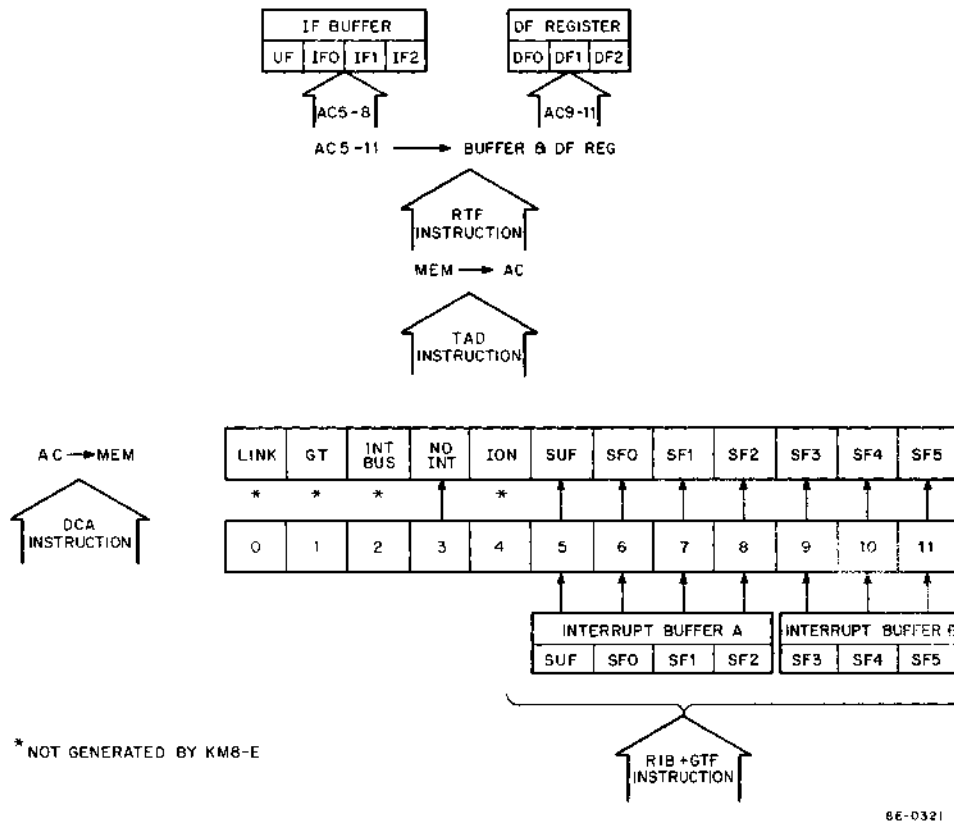 IF BUFFER
UF IF0 IF1 IF2
DF REGISTER
DF0 DF1 DF2
AC5-8
AC9-11
AC5-11 → BUFFER & DF REG
RTF
INSTRUCTION
MEM → AC
TAD
INSTRUCTION
AC → MEM
DCA
INSTRUCTION
LINK GT INT BUS NO INT ION SUF SF0 SF1 SF2 SF3 SF4 SF5
* * * *
0 1 2 3 4 5 6 7 8 9 10 11
INTERRUPT BUFFER A
SUF SF0 SF1 SF2
INTERRUPT BUFFER B
SF3 SF4 SF5
RIB+GTF
INSTRUCTION
* NOT GENERATED BY KM8-E
8E-0321